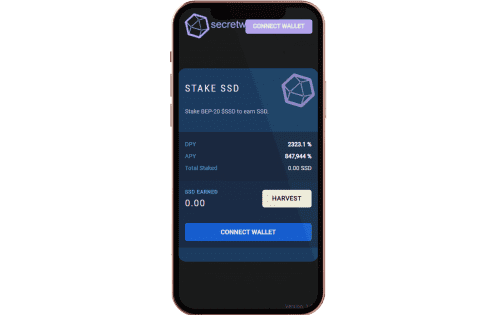 secretw
CONNECT WALLET
STAKE SSD
Stake BEP-20 $SSD to earn SSD.
DPY 2323.1 %
APY 847,944 %
Total Staked 0.00 SSD
SSD EARNED
0.00
HARVEST
CONNECT WALLET